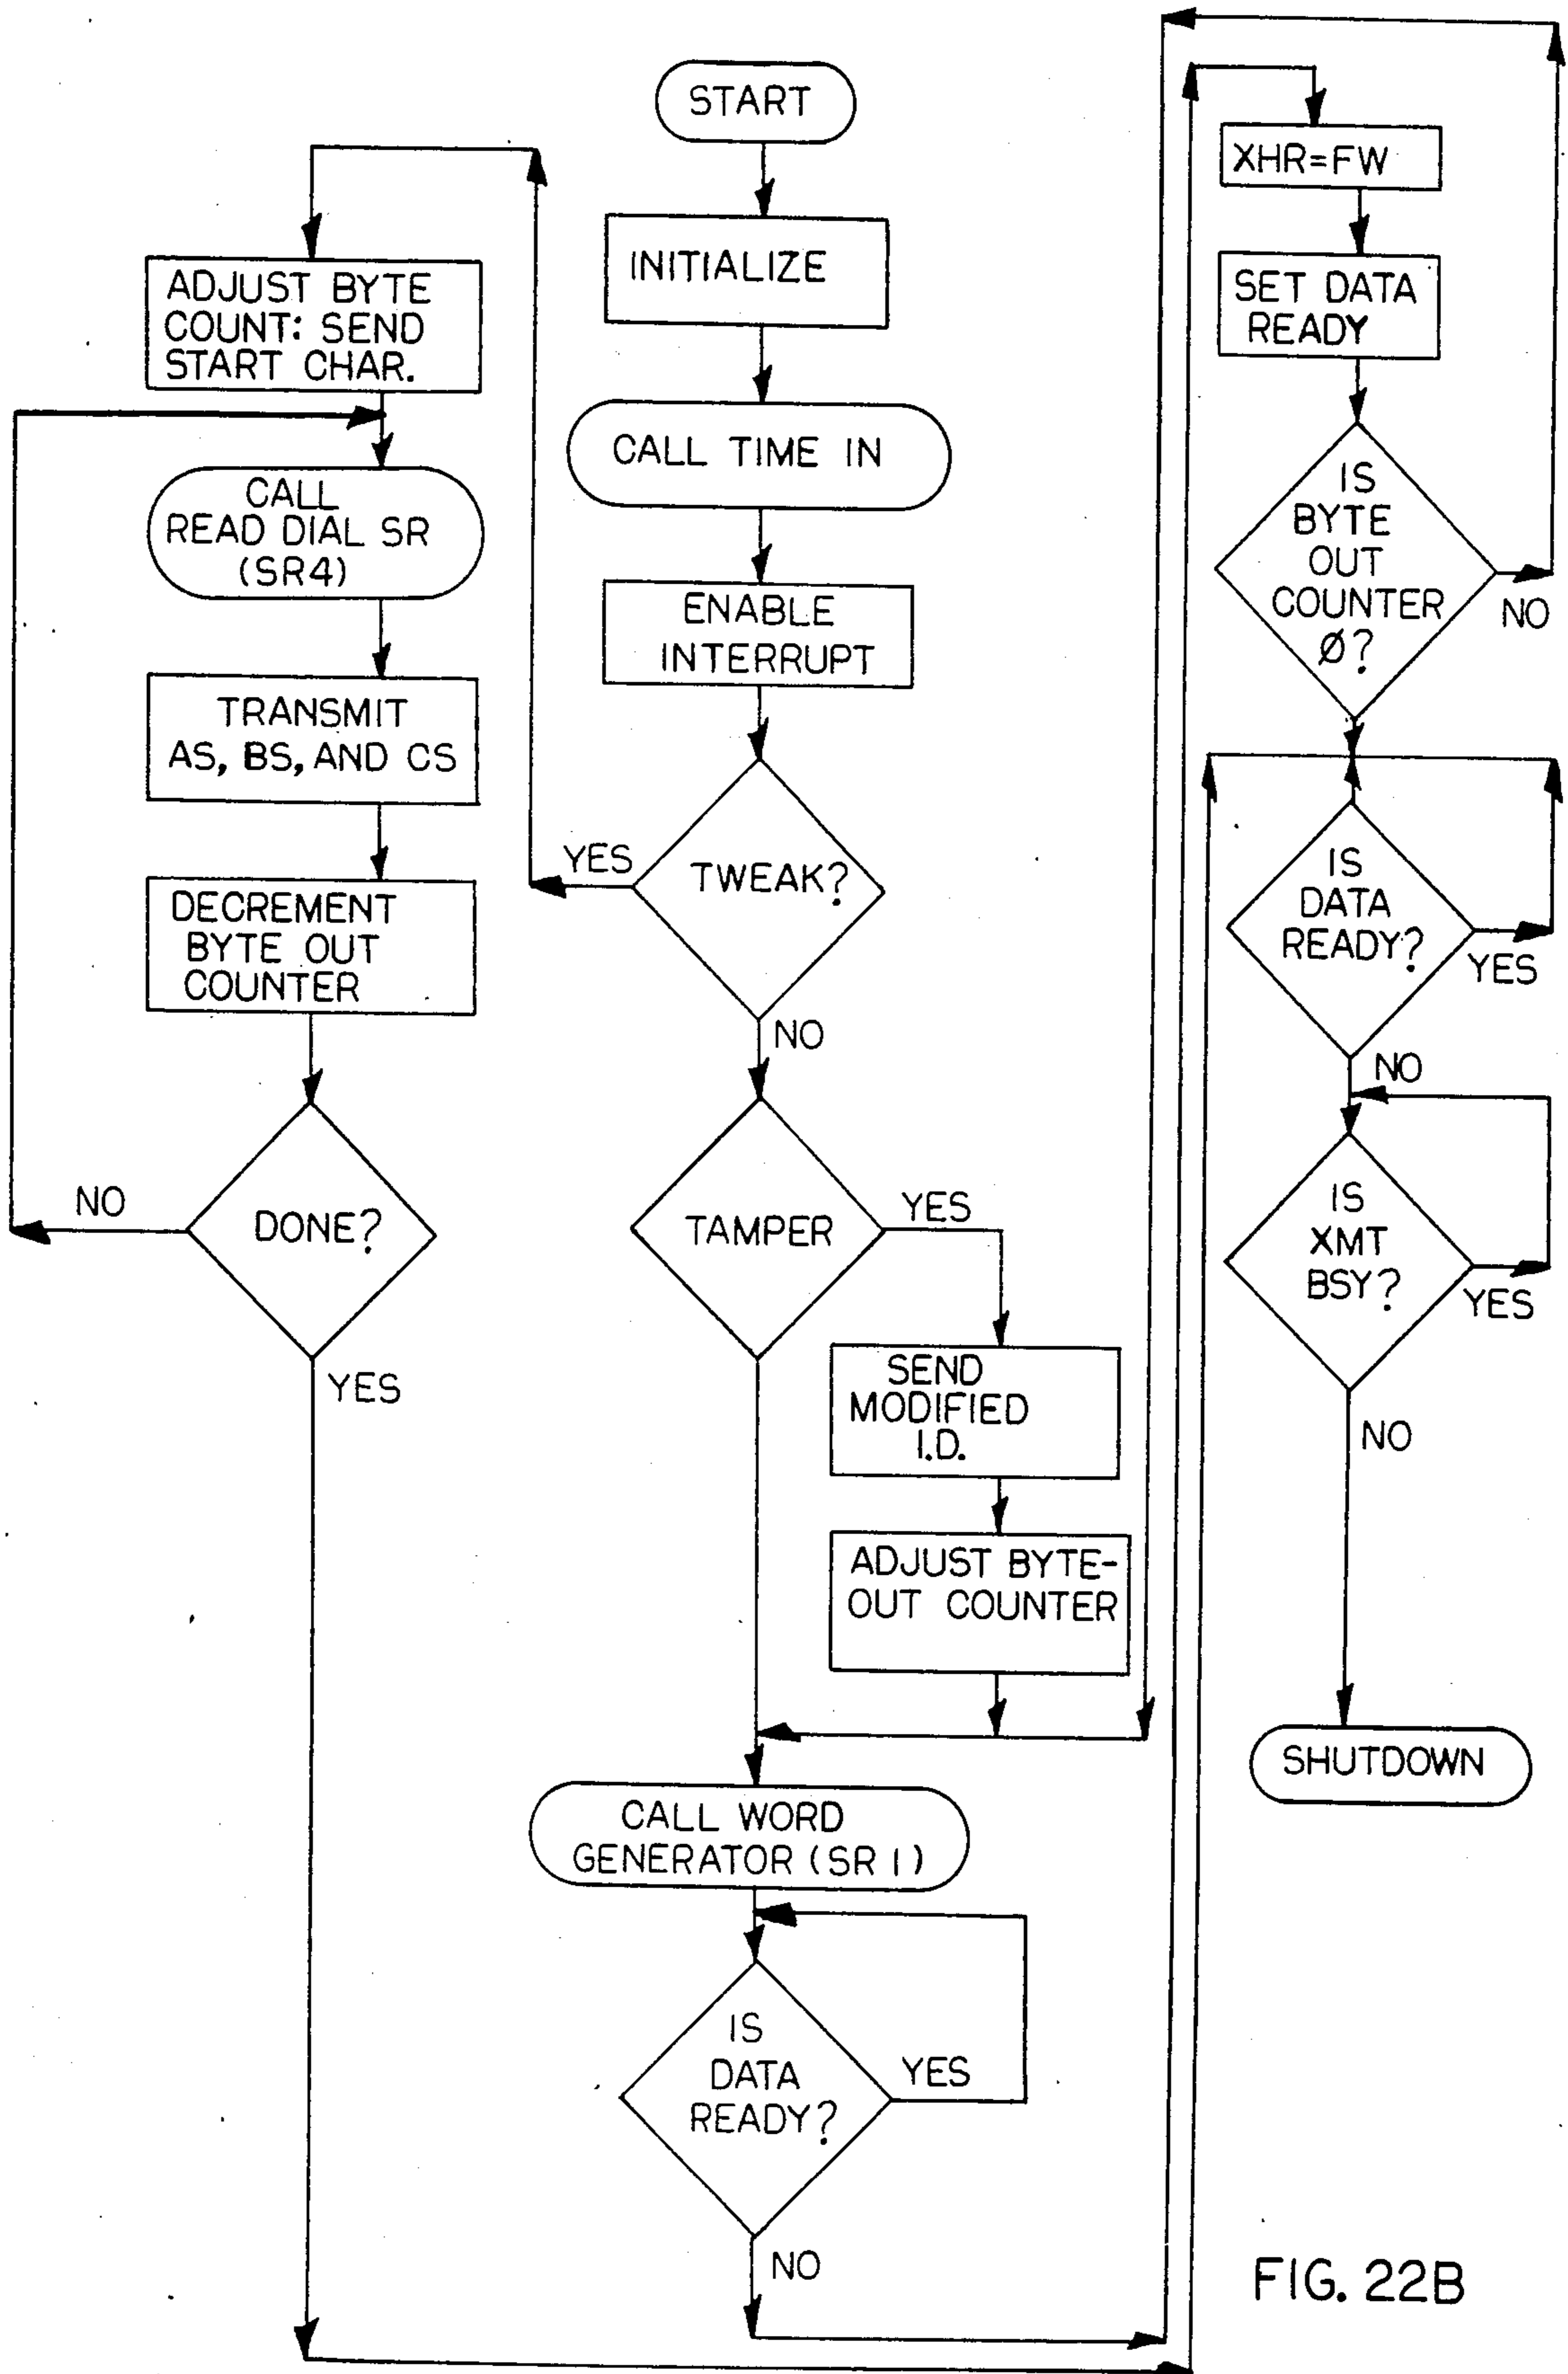 START
INITIALIZE
CALL TIME IN
ENABLE
INTERRUPT
TWEAK?
YES
NO
ADJUST BYTE
COUNT: SEND
START CHAR.
CALL
READ DIAL SR
(SR4)
TRANSMIT
AS, BS, AND CS
DECREMENT
BYTE OUT
COUNTER
DONE?
NO
YES
TAMPER
YES
SEND
MODIFIED
I.D.
ADJUST BYTE-
OUT COUNTER
CALL WORD
GENERATOR (SR 1)
IS
DATA
READY?
YES
NO
XHR=FW
SET DATA
READY
IS
BYTE
OUT
COUNTER
Ø?
NO
IS
DATA
READY?
YES
NO
IS
XMT
BSY?
YES
NO
SHUTDOWN
FIG. 22B